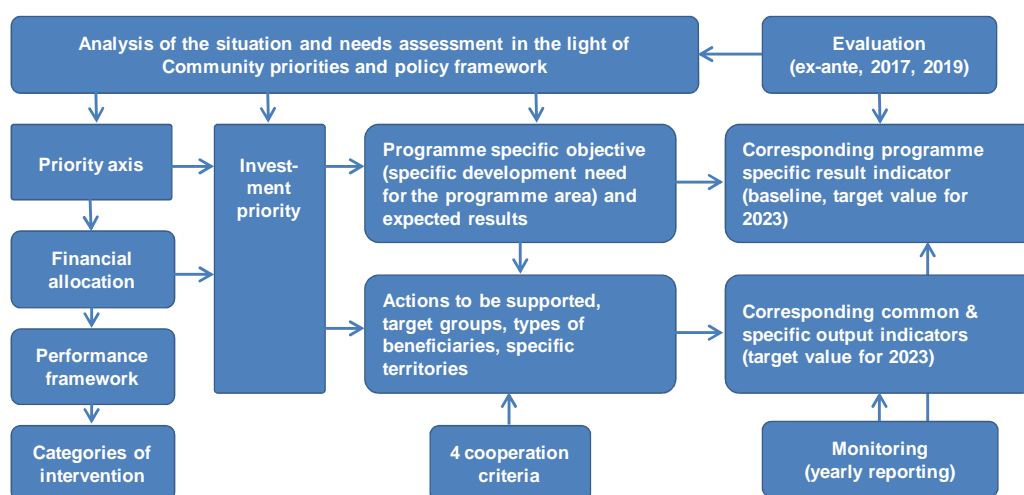 Analysis of the situation and needs assessment in the light of
Community priorities and policy framework
Evaluation
(ex-ante, 2017, 2019)
Priority axis
Invest-
ment
priority
Programme specific objective
(specific development need
for the programme area) and
expected results
Corresponding programme
specific result indicator
(baseline, target value for
2023)
Financial
allocation
Actions to be supported,
target groups, types of
beneficiaries, specific
territories
Corresponding common &
specific output indicators
(target value for 2023)
Performance
framework
Categories of
intervention
4 cooperation
criteria
Monitoring
(yearly reporting)